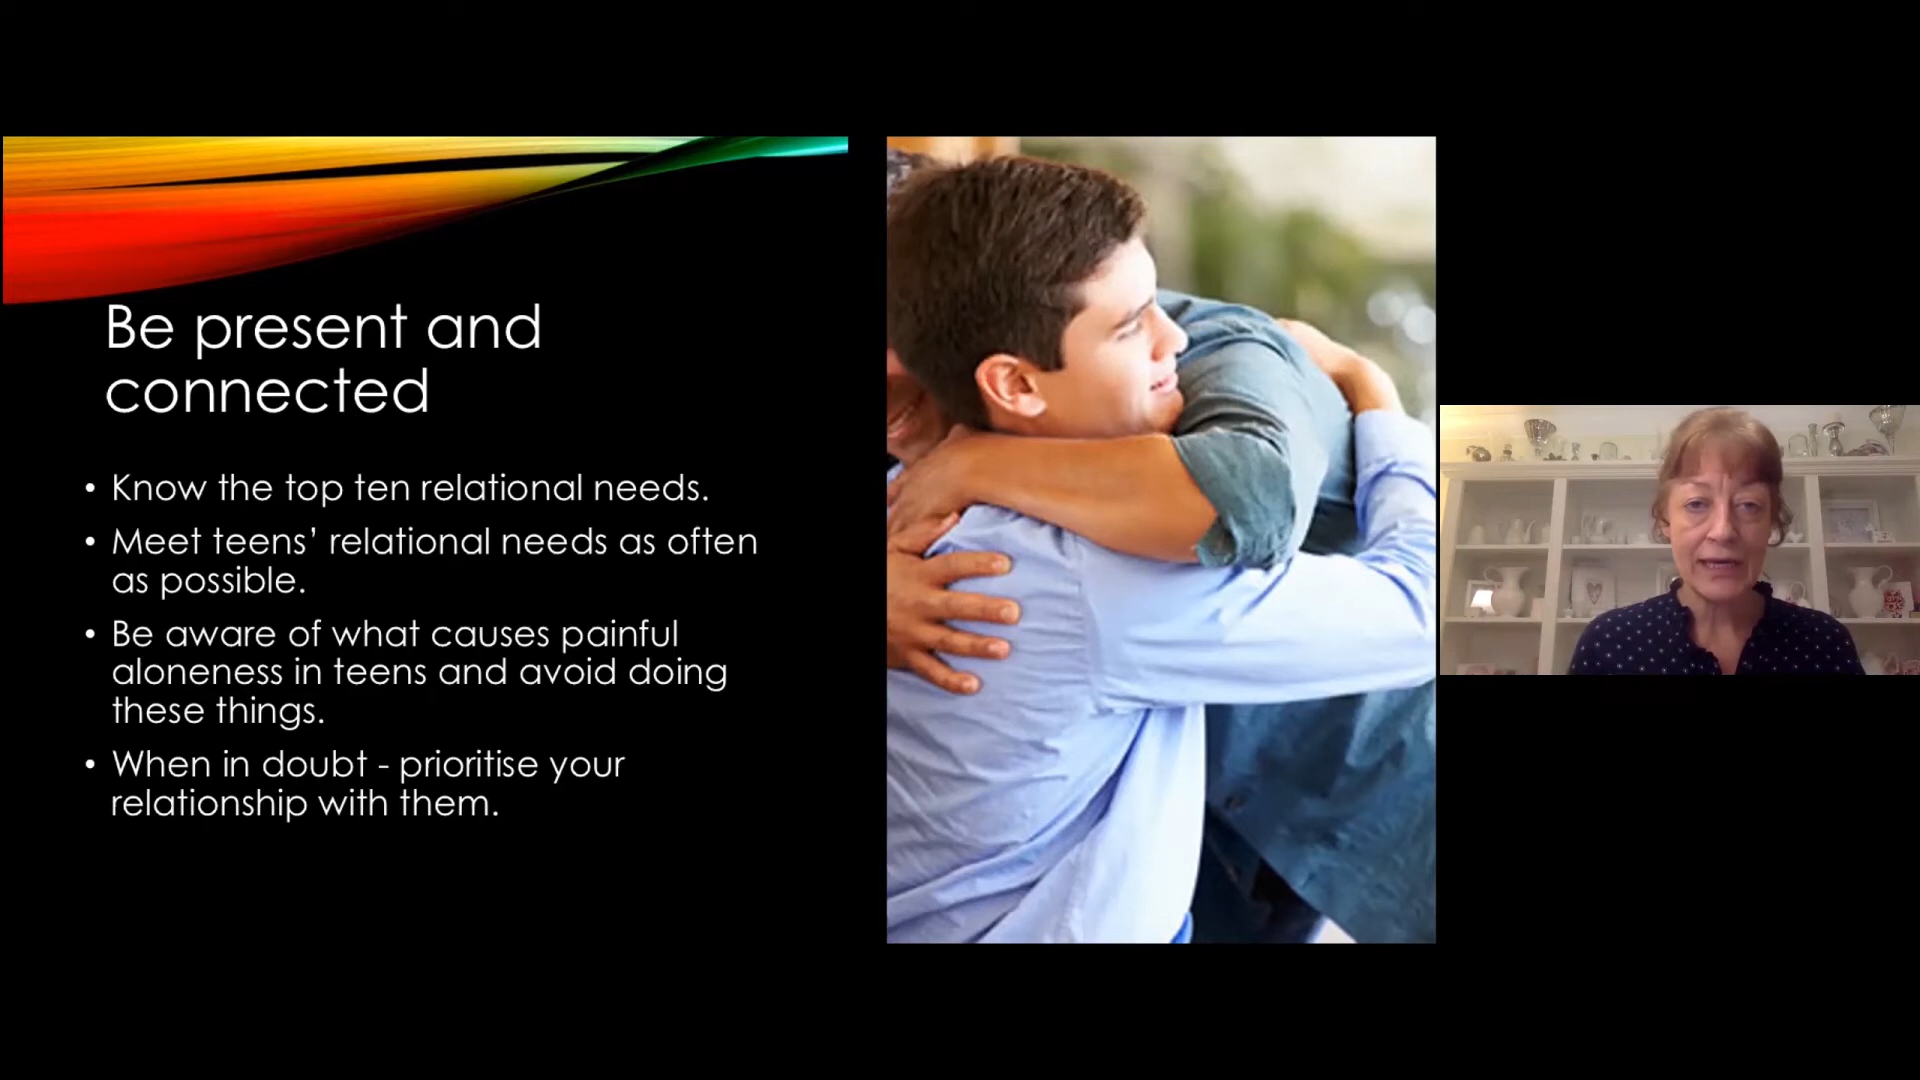 Be present and
connected
• Know the top ten relational needs.
• Meet teens’ relational needs as often
as possible.
• Be aware of what causes painful
aloneness in teens and avoid doing
these things.
• When in doubt - prioritise your
relationship with them.